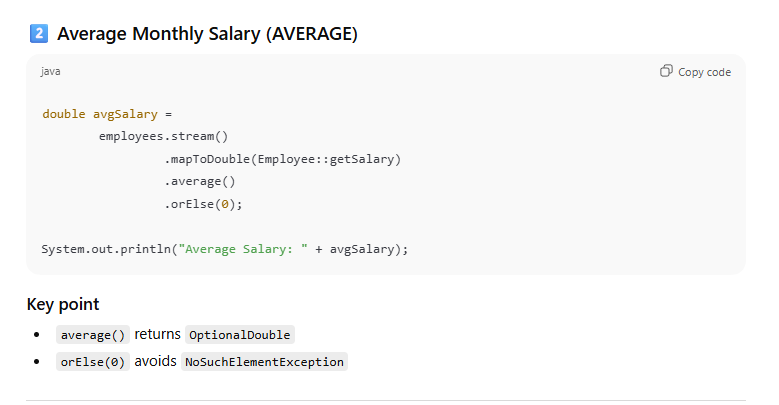 2 Average Monthly Salary (AVERAGE)
java
Copy code
double avgSalary =
        employees.stream()
                .mapToDouble(Employee::getSalary)
                .average()
                .orElse(0);
System.out.println("Average Salary: " + avgSalary);
Key point
• average() returns OptionalDouble
• orElse(0) avoids NoSuchElementException